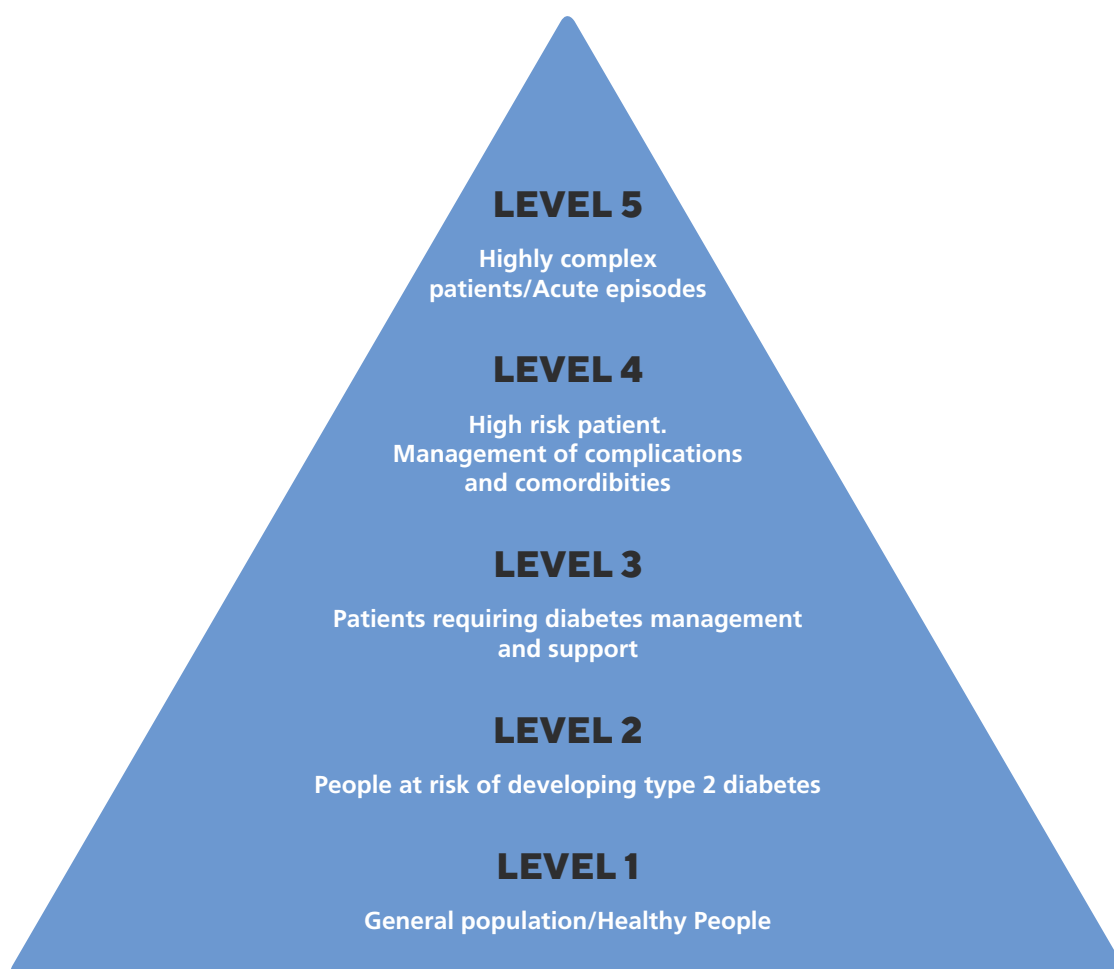 LEVEL 5
Highly complex
patients/Acute episodes
LEVEL 4
High risk patient.
Management of complications
and comordibities
LEVEL 3
Patients requiring diabetes management
and support
LEVEL 2
People at risk of developing type 2 diabetes
LEVEL 1
General population/Healthy People